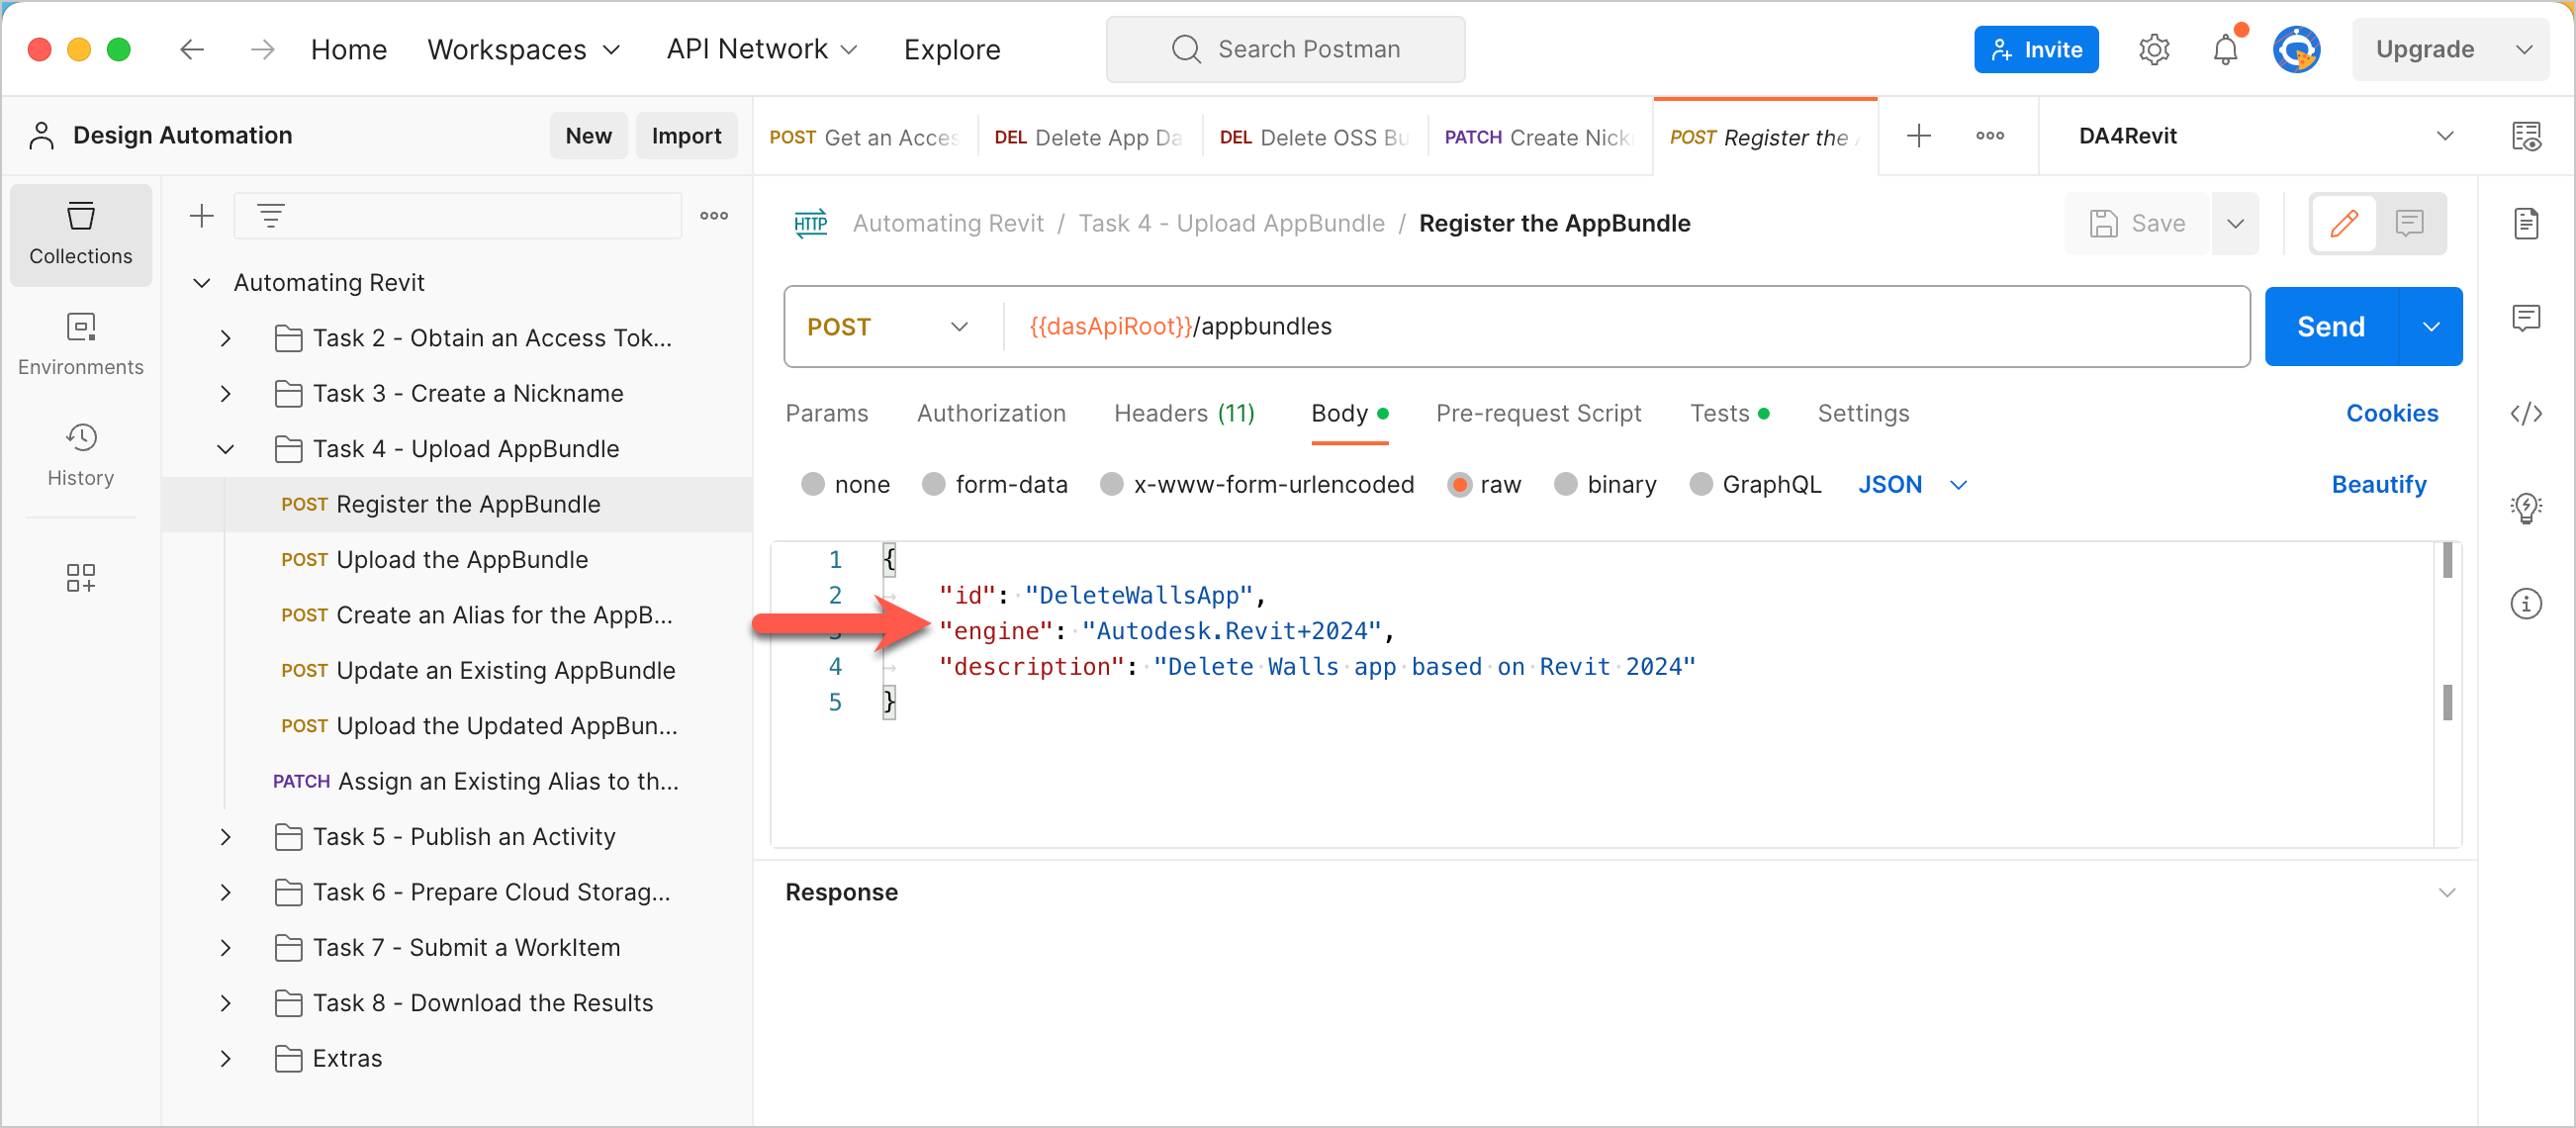 Home Workspaces API Network Explore Search Postman Invite Upgrade
Design Automation New Import
POST Get an Acces DEL Delete App Da DEL Delete OSS Bu PATCH Create Nick POST Register the DA4Revit
Collections
Environments
History
Automating Revit
Task 2 - Obtain an Access Tok...
Task 3 - Create a Nickname
Task 4 - Upload AppBundle
POST Register the AppBundle
POST Upload the AppBundle
POST Create an Alias for the AppB...
POST Update an Existing AppBundle
POST Upload the Updated AppBun...
PATCH Assign an Existing Alias to th...
Task 5 - Publish an Activity
Task 6 - Prepare Cloud Storag...
Task 7 - Submit a WorkItem
Task 8 - Download the Results
Extras
HTTP Automating Revit / Task 4 - Upload AppBundle / Register the AppBundle Save
POST {{dasApiRoot}}/appbundles Send
Params Authorization Headers (11) Body Pre-request Script Tests Settings Cookies
none form-data x-www-form-urlencoded raw binary GraphQL JSON Beautify
1 {
2 "id": "DeleteWallsApp",
3 "engine": "Autodesk.Revit+2024",
4 "description": "Delete Walls app based on Revit 2024"
5 }
Response